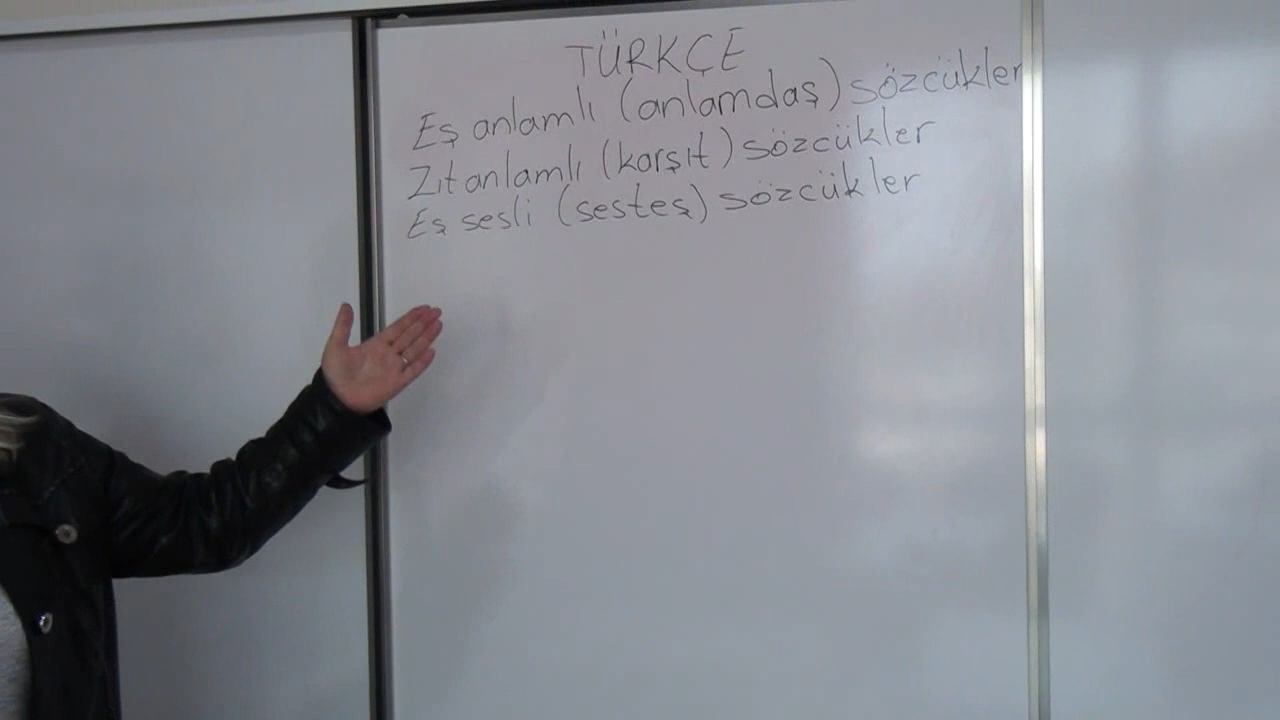 TÜRKÇE
Eş anlamlı (anlamdaş) sözcükler
Zıt anlamlı (karşıt) sözcükler
Eş sesli (sesteş) sözcükler